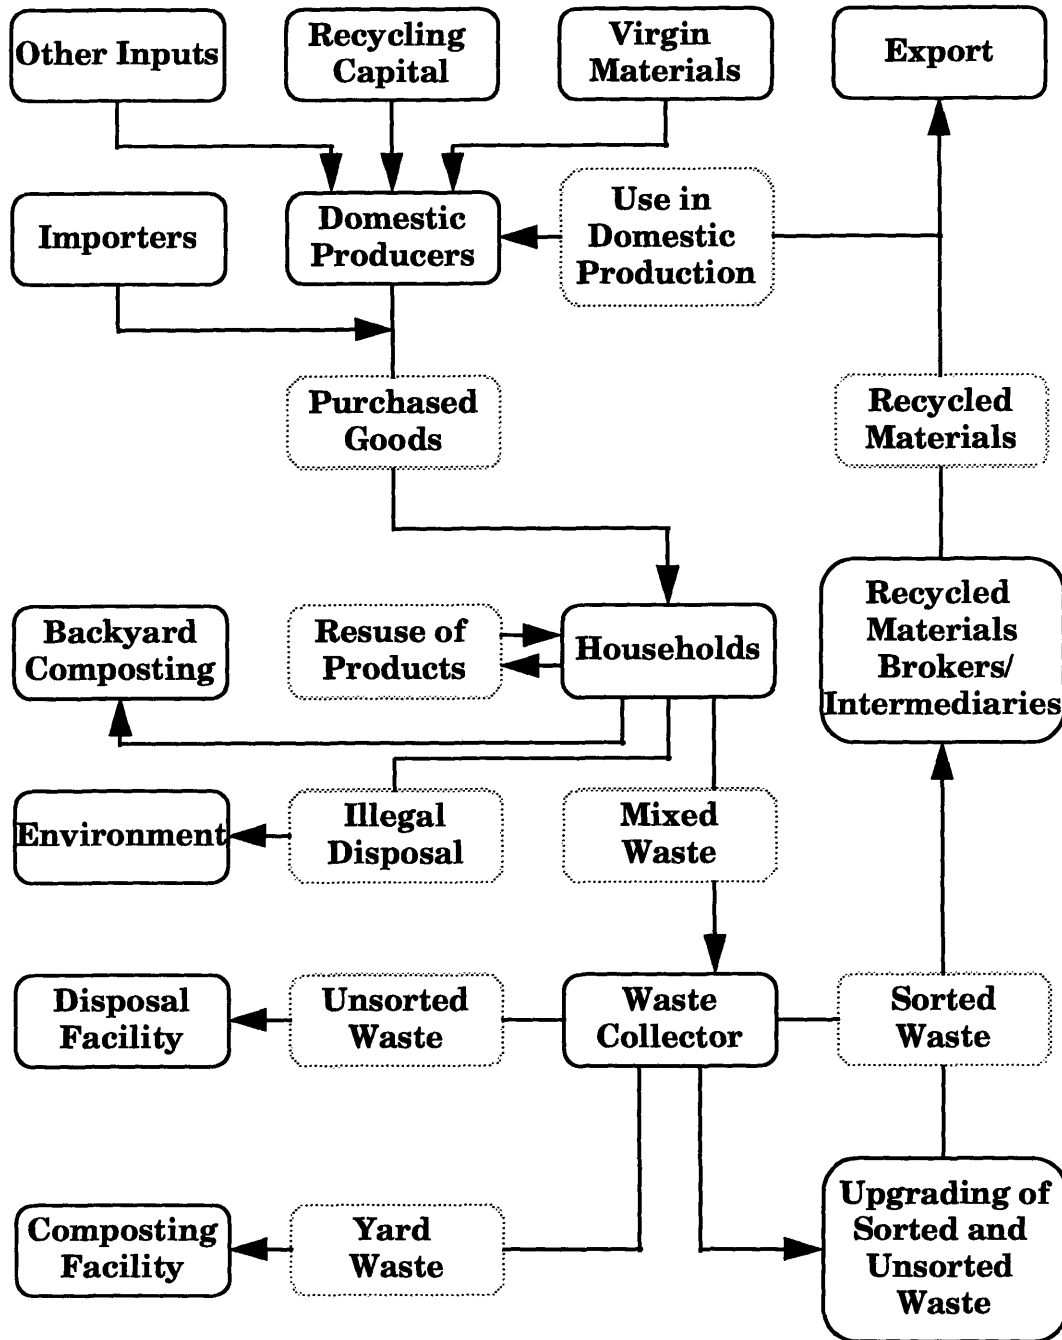 Other Inputs
Recycling
Capital
Virgin
Materials
Export
Importers
Domestic
Producers
Use in
Domestic
Production
Purchased
Goods
Recycled
Materials
Backyard
Composting
Resuse of
Products
Households
Recycled
Materials
Brokers/
Intermediaries
Environment
Illegal
Disposal
Mixed
Waste
Disposal
Facility
Unsorted
Waste
Waste
Collector
Sorted
Waste
Composting
Facility
Yard
Waste
Upgrading of
Sorted and
Unsorted
Waste